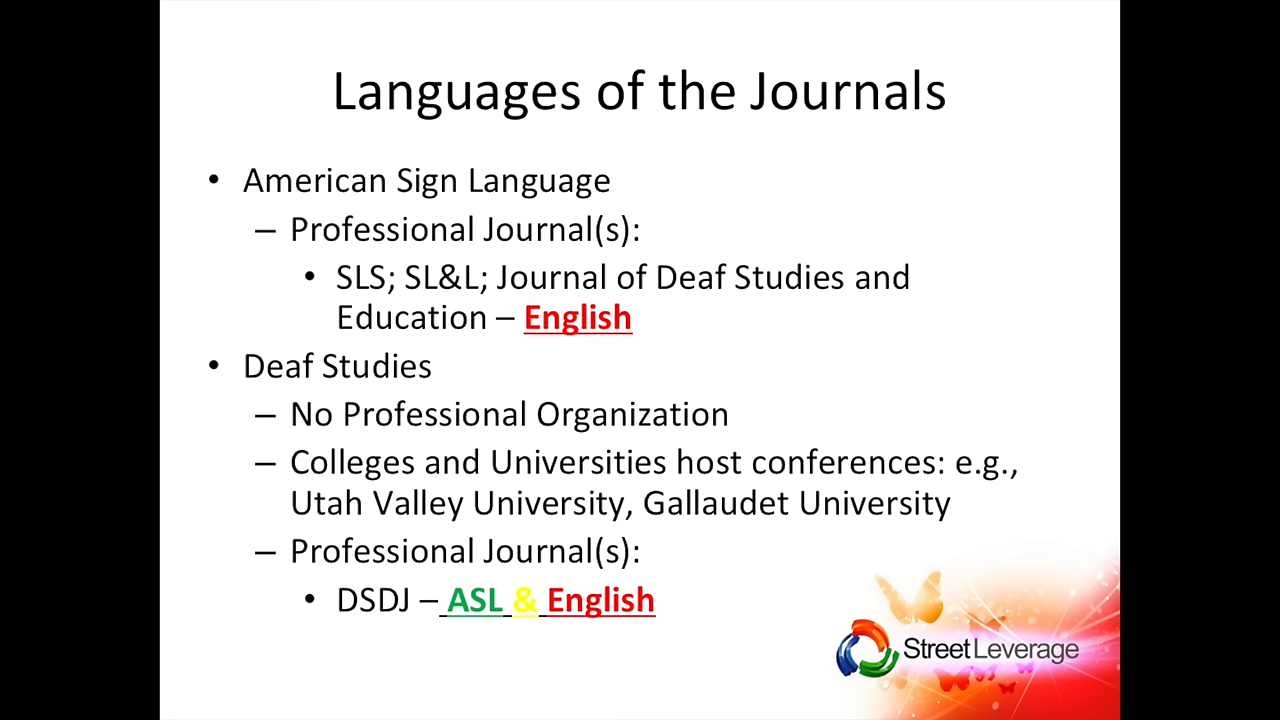 Languages of the Journals
• American Sign Language
– Professional Journal(s):
• SLS; SL&L; Journal of Deaf Studies and
Education – English
• Deaf Studies
– No Professional Organization
– Colleges and Universities host conferences: e.g.,
Utah Valley University, Gallaudet University
– Professional Journal(s):
• DSDJ – ASL & English
StreetLeverage